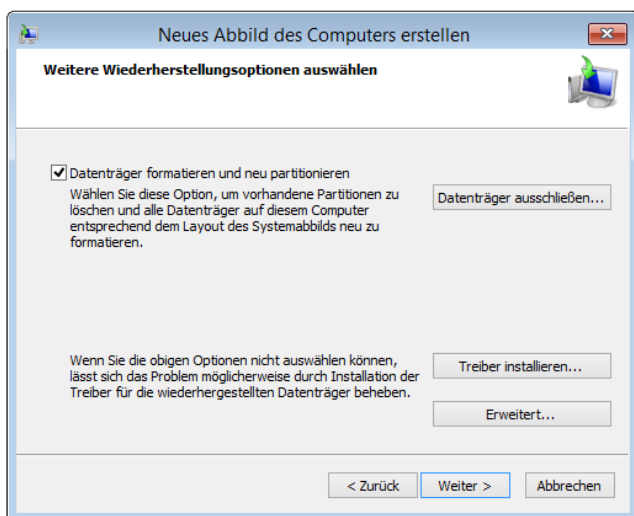 Neues Abbild des Computers erstellen
Weitere Wiederherstellungsoptionen auswählen
Datenträger formatieren und neu partitionieren
Wählen Sie diese Option, um vorhandene Partitionen zu
löschen und alle Datenträger auf diesem Computer
entsprechend dem Layout des Systemabbilds neu zu
formatieren.
Datenträger ausschließen...
Wenn Sie die obigen Optionen nicht auswählen können,
lässt sich das Problem möglicherweise durch Installation der
Treiber für die wiederhergestellten Datenträger beheben.
Treiber installieren...
Erweitert...
< Zurück
Weiter >
Abbrechen